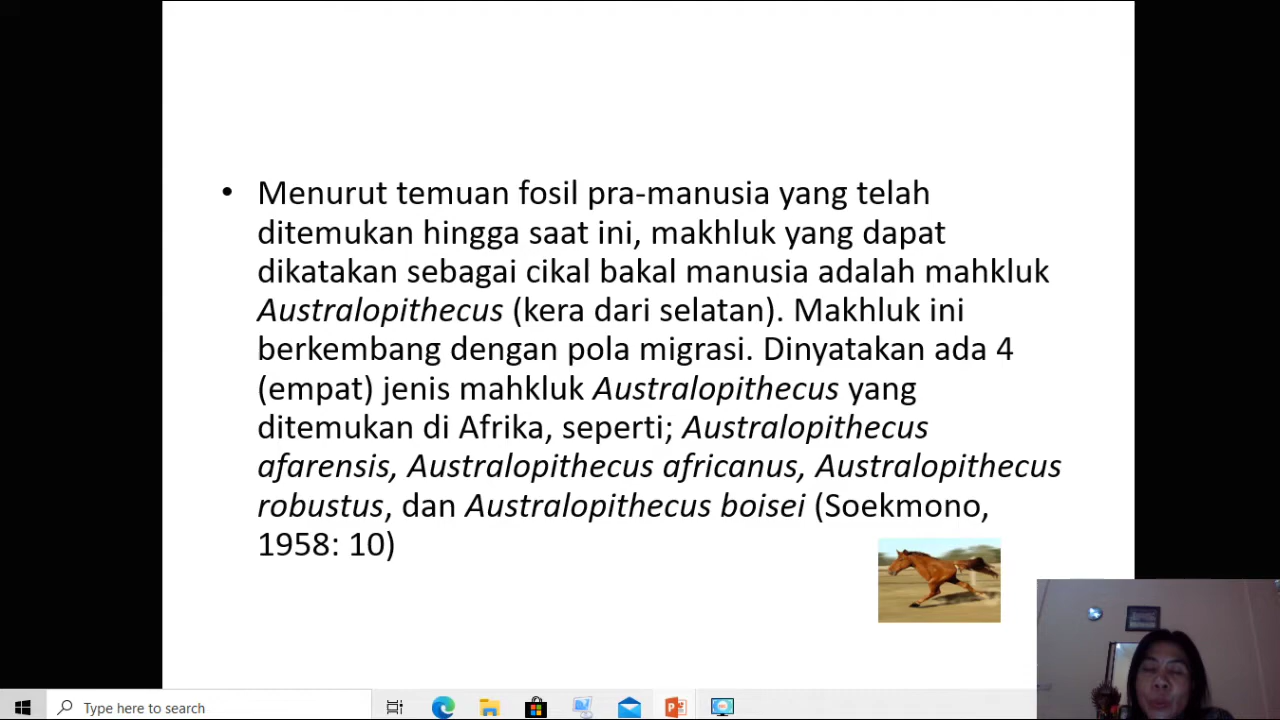 • Menurut temuan fosil pra-manusia yang telah
ditemukan hingga saat ini, makhluk yang dapat
dikatakan sebagai cikal bakal manusia adalah mahkluk
Australopithecus (kera dari selatan). Makhluk ini
berkembang dengan pola migrasi. Dinyatakan ada 4
(empat) jenis mahkluk Australopithecus yang
ditemukan di Afrika, seperti; Australopithecus
afarensis, Australopithecus africanus, Australopithecus
robustus, dan Australopithecus boisei (Soekmono,
1958: 10)
Type here to search